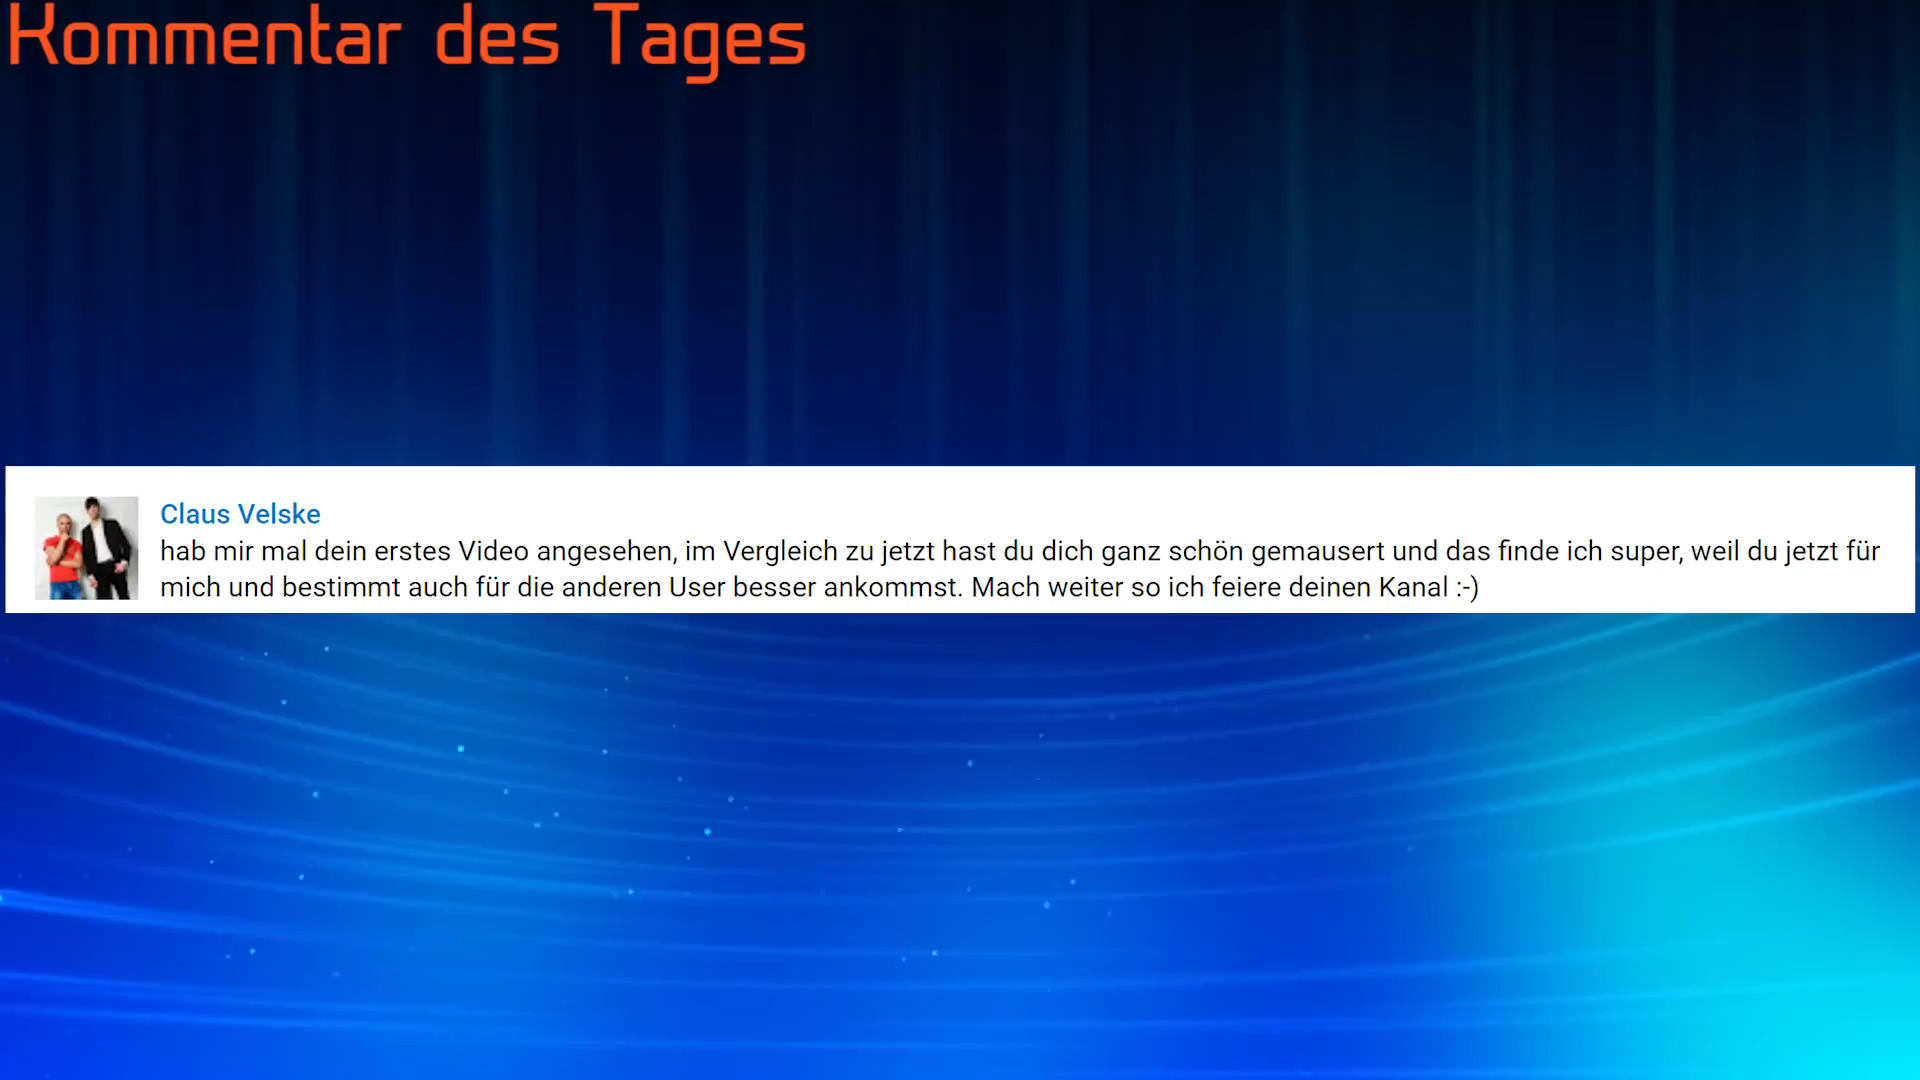 Kommentar des Tages
Claus Velske
hab mir mal dein erstes Video angesehen, im Vergleich zu jetzt hast du dich ganz schön gemausert und das finde ich super, weil du jetzt für
mich und bestimmt auch für die anderen User besser ankommst. Mach weiter so ich feiere deinen Kanal :-)